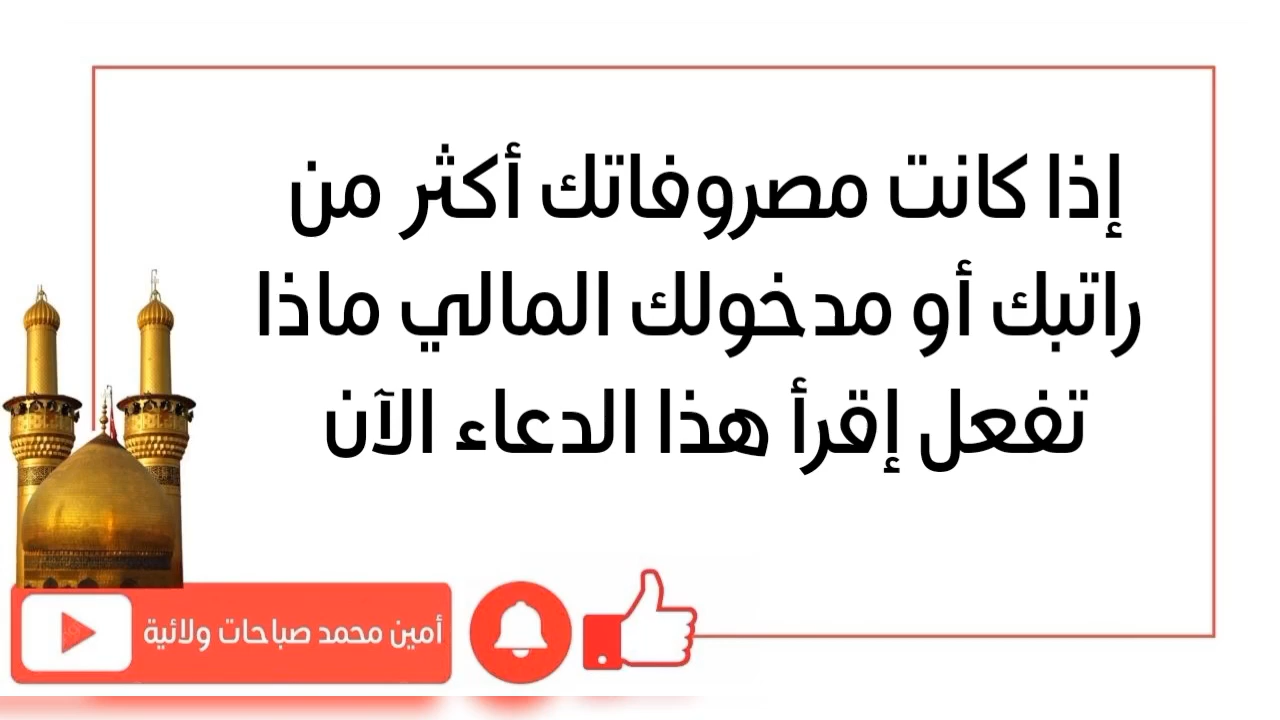 إذا كانت مصروفاتك أكثر من
راتبك أو مدخولك المالي ماذا
تفعل إقرأ هذا الدعاء الآن
أمين محمد صباحات ولائية